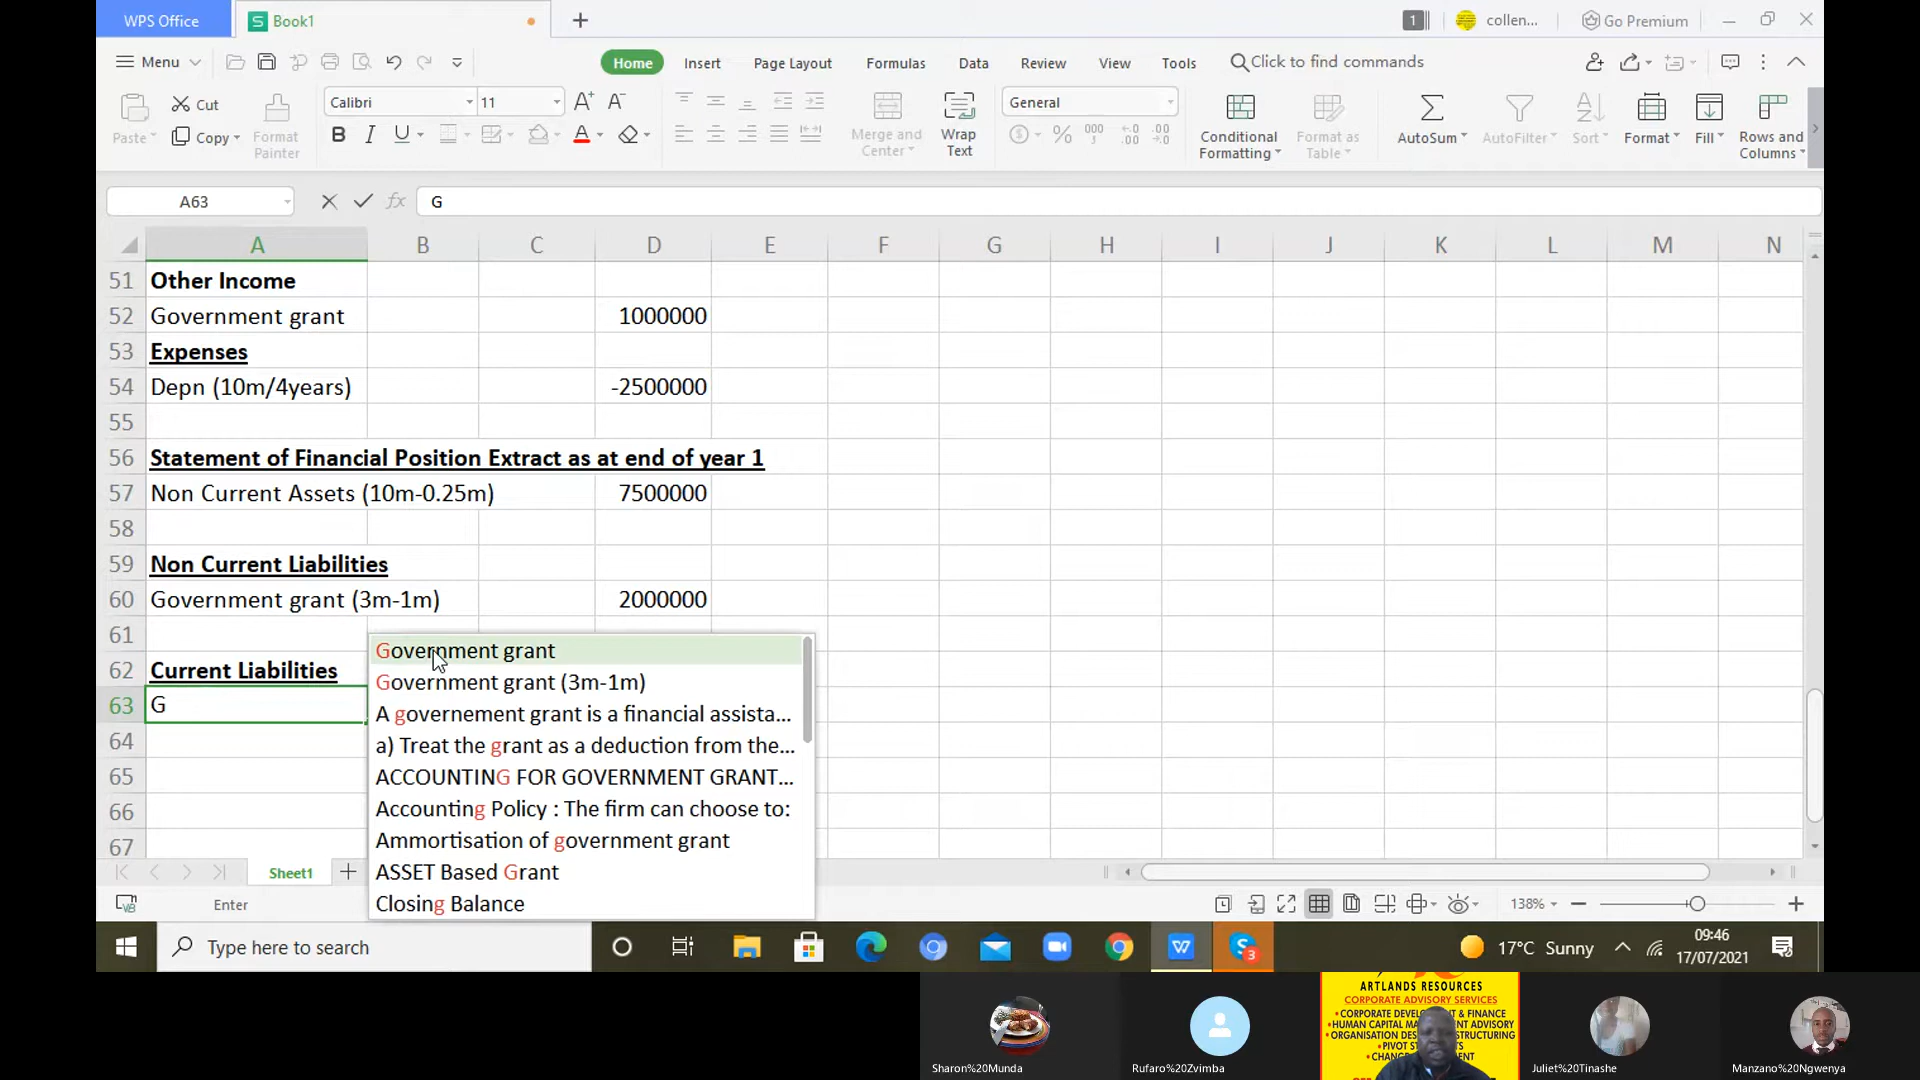 WPS Office
Book1
1
collen...
Go Premium
Menu
Home
Insert
Page Layout
Formulas
Data
Review
View
Tools
Click to find commands
Paste
Cut
Copy
Format Painter
Calibri
11
Merge and Center
Wrap Text
General
Conditional Formatting
Format as Table
AutoSum
AutoFilter
Sort
Format
Fill
Rows and Columns
A63
G
A B C D E F G H I J K L M N
51 Other Income
52 Government grant 1000000
53 Expenses
54 Depn (10m/4years) -2500000
55
56 Statement of Financial Position Extract as at end of year 1
57 Non Current Assets (10m-0.25m) 7500000
58
59 Non Current Liabilities
60 Government grant (3m-1m) 2000000
61
62 Current Liabilities
63 G
64
65
66
67
Government grant
Government grant (3m-1m)
A governement grant is a financial assista...
a) Treat the grant as a deduction from the...
ACCOUNTING FOR GOVERNMENT GRANT...
Accounting Policy : The firm can choose to:
Ammortisation of government grant
ASSET Based Grant
Closing Balance
Sheet1
Enter
138%
Type here to search
3
17°C Sunny
09:46
17/07/2021
Sharon%20Munda
Rufaro%20Zvimba
ARTLANDS RESOURCES
CORPORATE ADVISORY SERVICES
Juliet%20Tinashe
Manzano%20Ngwenya